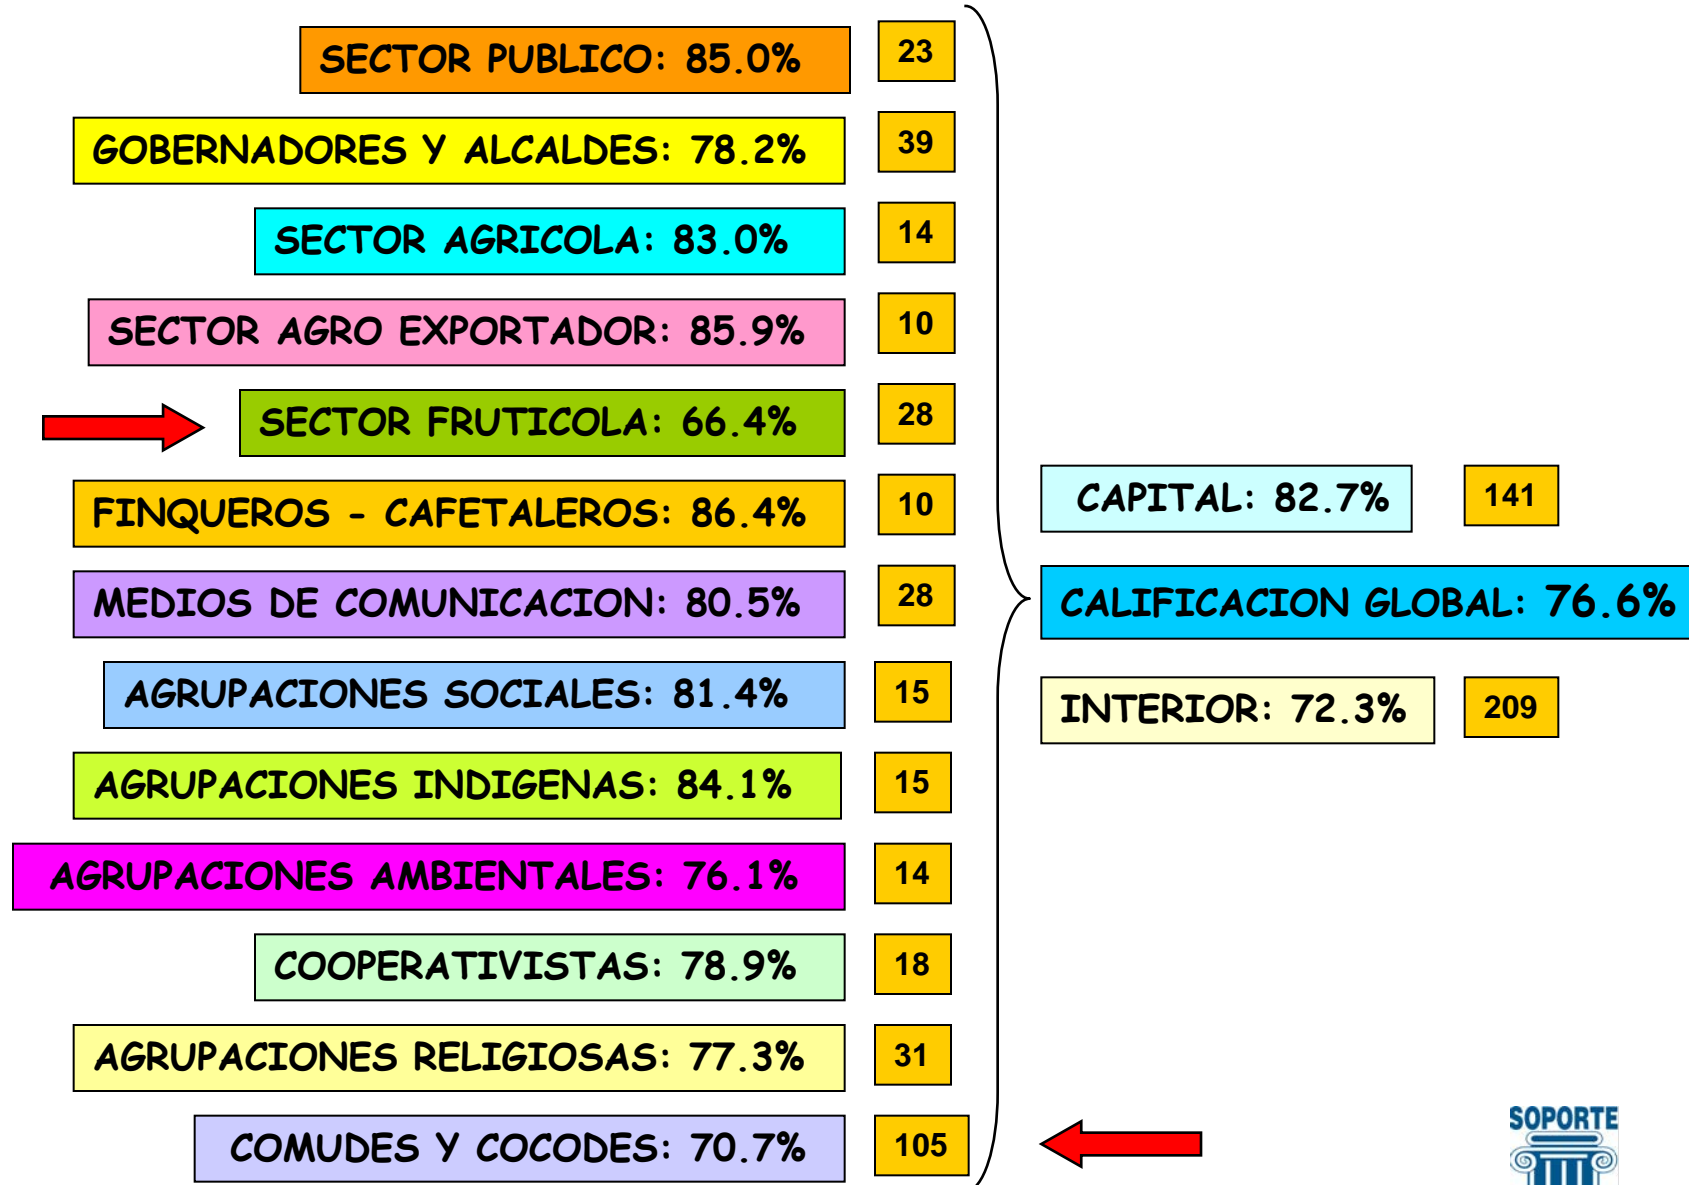 SECTOR PUBLICO: 85.0% 23
GOBERNADORES Y ALCALDES: 78.2% 39
SECTOR AGRICOLA: 83.0% 14
SECTOR AGRO EXPORTADOR: 85.9% 10
SECTOR FRUTICOLA: 66.4% 28
FINQUEROS - CAFETALEROS: 86.4% 10
MEDIOS DE COMUNICACION: 80.5% 28
AGRUPACIONES SOCIALES: 81.4% 15
AGRUPACIONES INDIGENAS: 84.1% 15
AGRUPACIONES AMBIENTALES: 76.1% 14
COOPERATIVISTAS: 78.9% 18
AGRUPACIONES RELIGIOSAS: 77.3% 31
COMUDES Y COCODES: 70.7% 105
CAPITAL: 82.7% 141
CALIFICACION GLOBAL: 76.6%
INTERIOR: 72.3% 209
SOPORTE